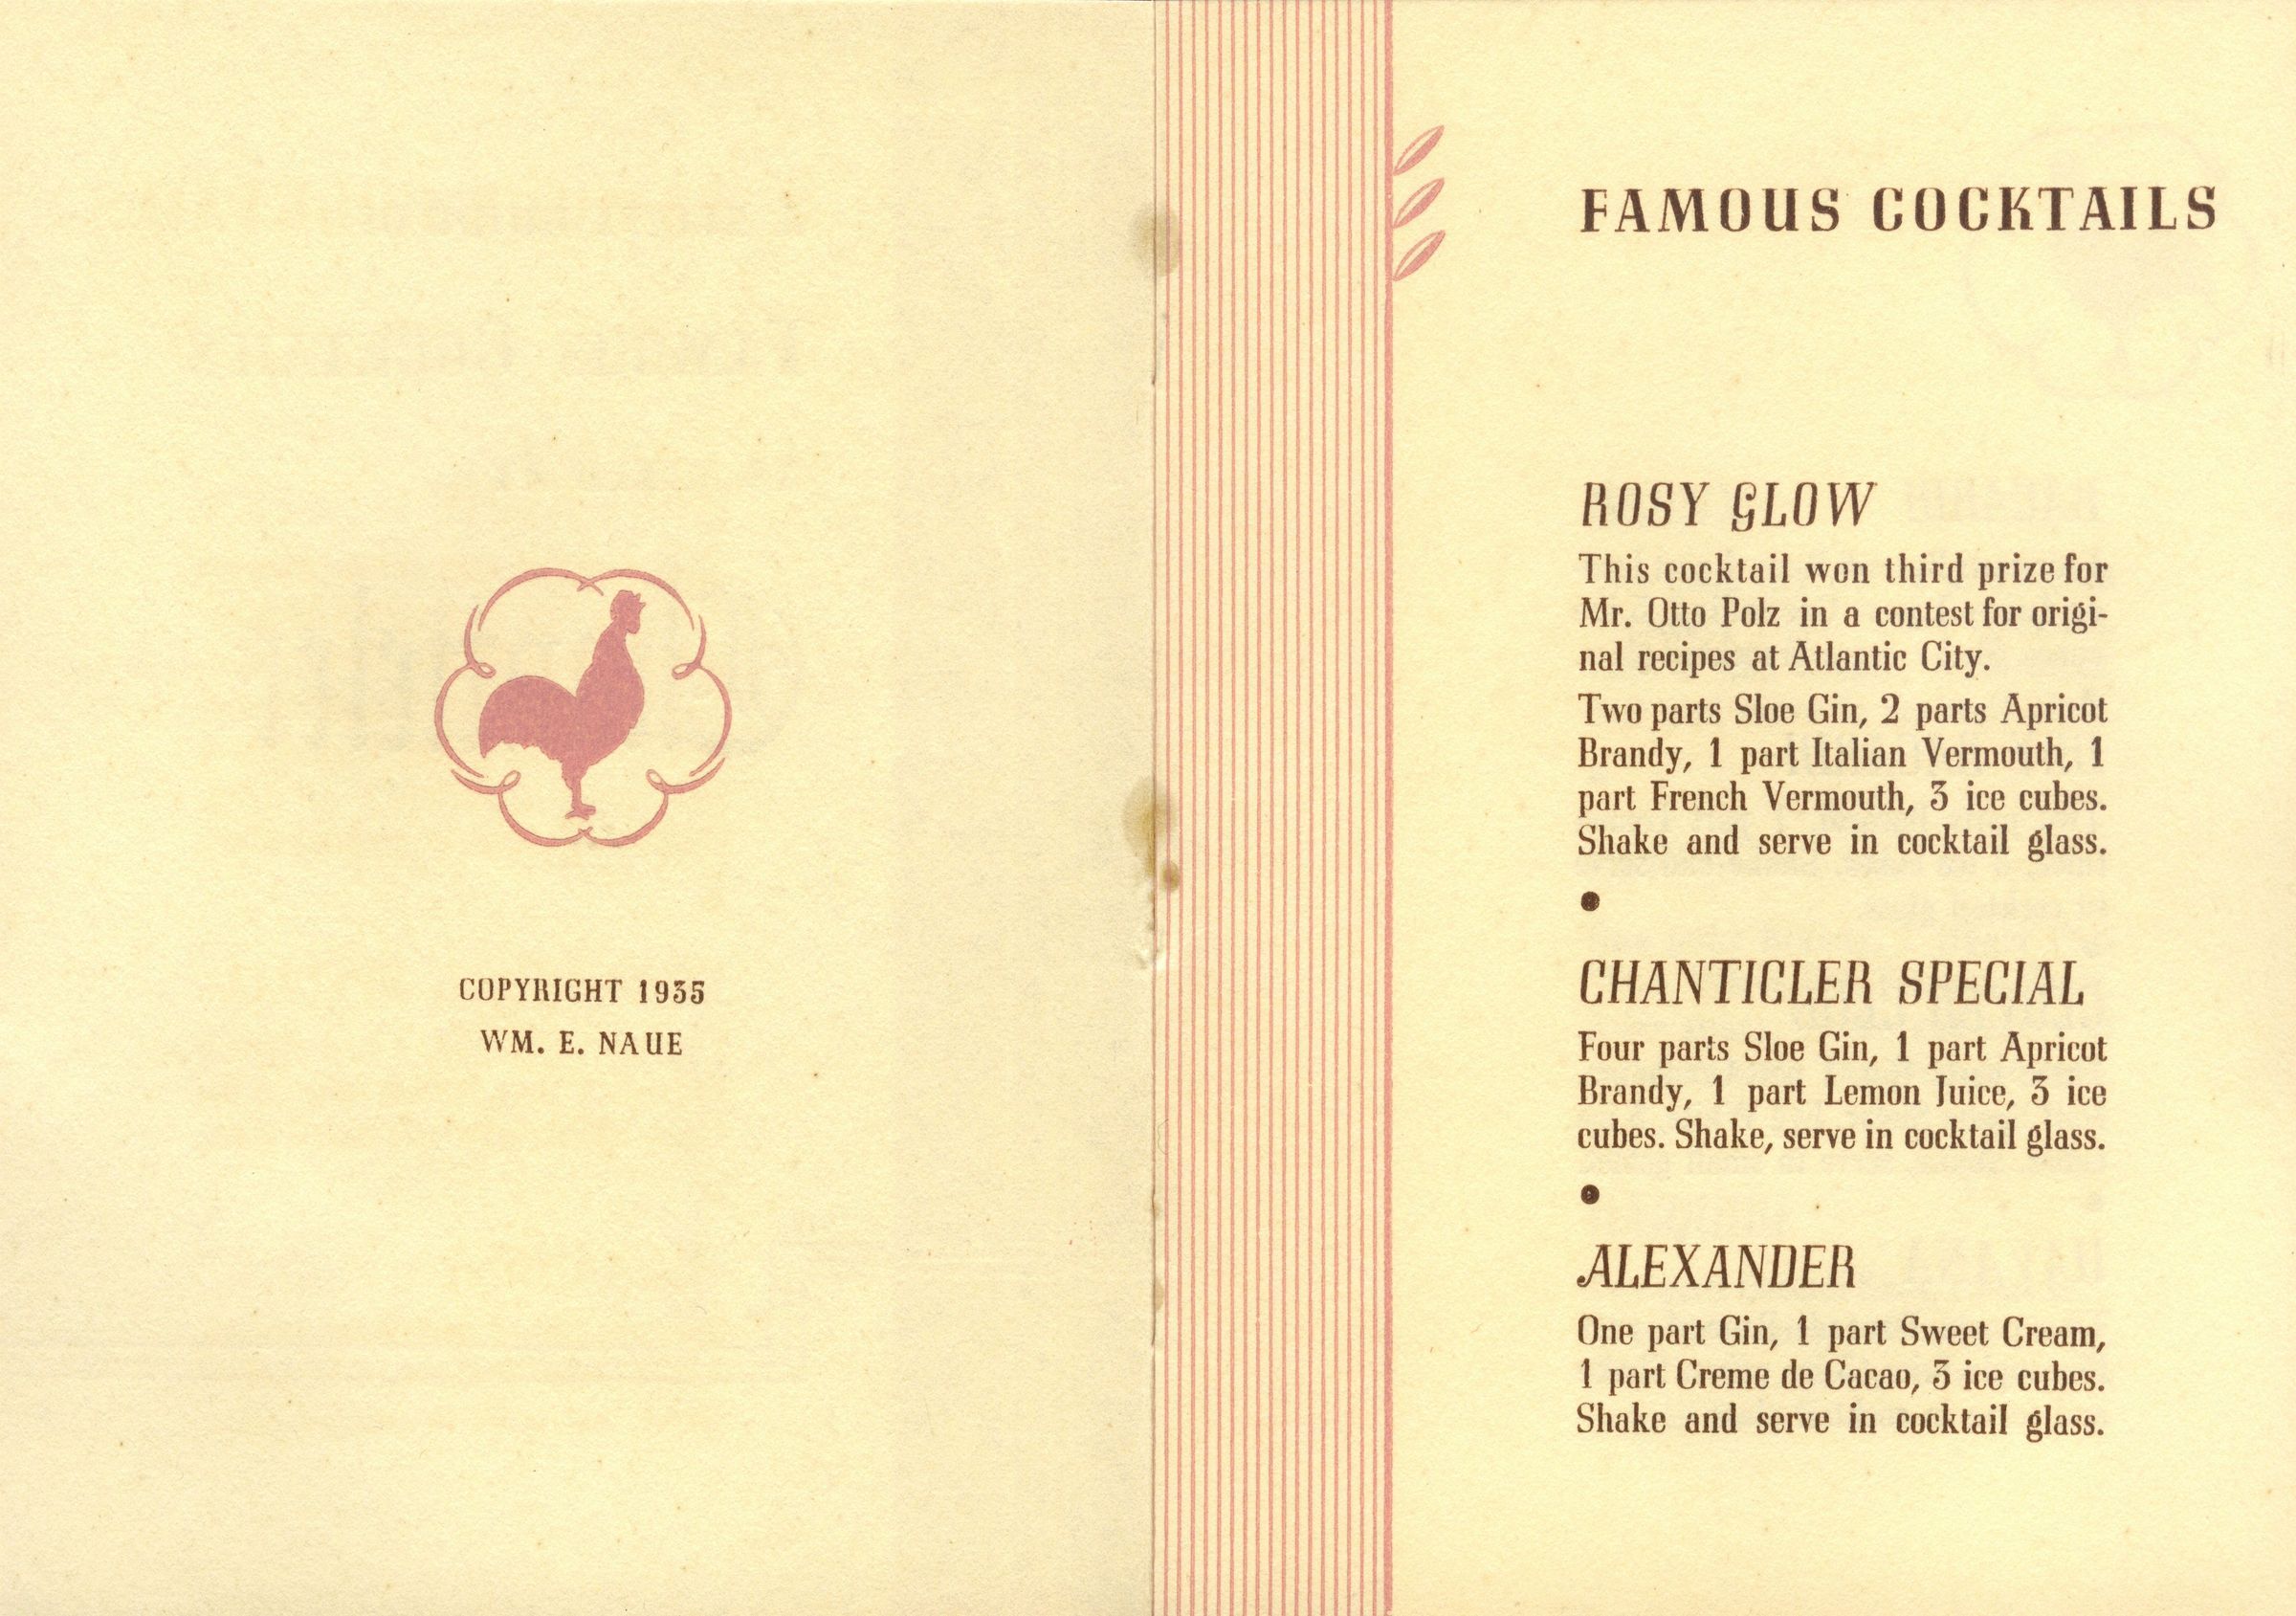 COPYRIGHT 1935
WM. E. NAUE
FAMOUS COCKTAILS
ROSY GLOW
This cocktail won third prize for
Mr. Otto Polz in a contest for origi-
nal recipes at Atlantic City.
Two parts Sloe Gin, 2 parts Apricot
Brandy, 1 part Italian Vermouth, 1
part French Vermouth, 3 ice cubes.
Shake and serve in cocktail glass.
CHANTICLER SPECIAL
Four parts Sloe Gin, 1 part Apricot
Brandy, 1 part Lemon Juice, 3 ice
cubes. Shake, serve in cocktail glass.
ALEXANDER
One part Gin, 1 part Sweet Cream,
1 part Creme de Cacao, 3 ice cubes.
Shake and serve in cocktail glass.